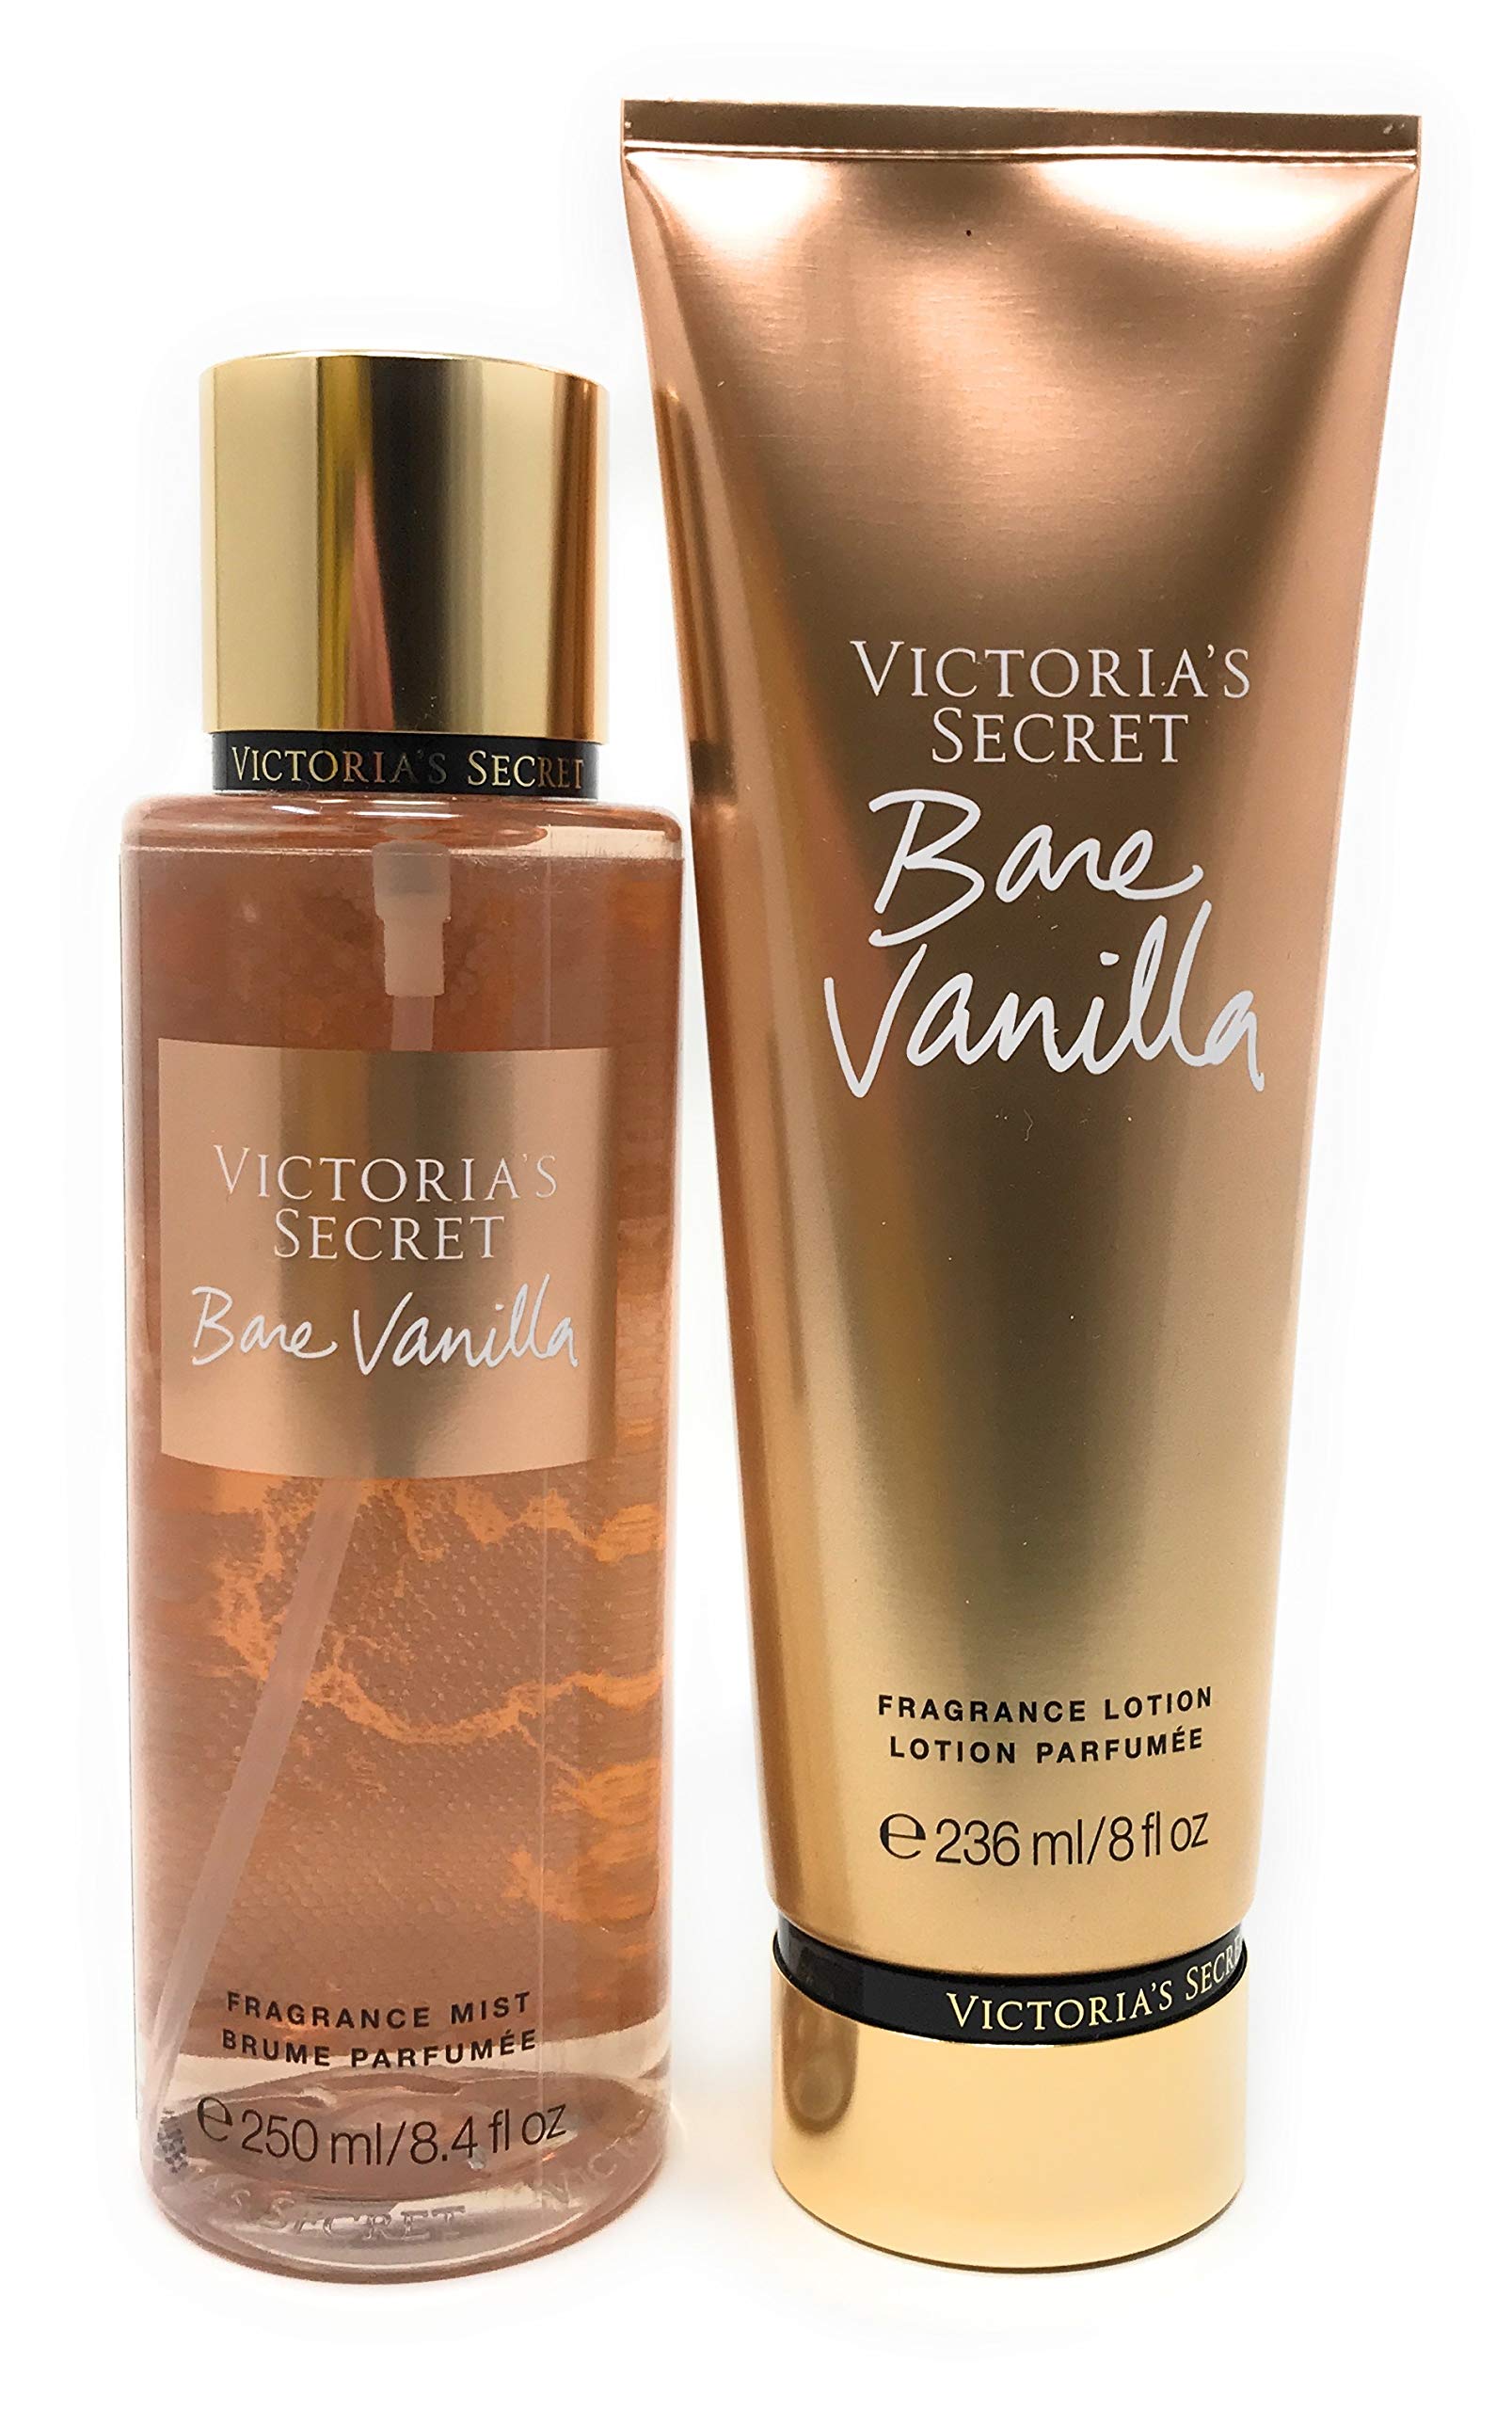 VICTORIA'S SECRET
VICTORIA'S
SECRET
Bare Vanilla
FRAGRANCE MIST
BRUME PARFUMÉE
℮ 250 ml/8.4 fl oz
VICTORIA'S
SECRET
Bare
Vanilla
FRAGRANCE LOTION
LOTION PARFUMÉE
℮ 236 ml/8 fl oz
VICTORIA'S SECRE